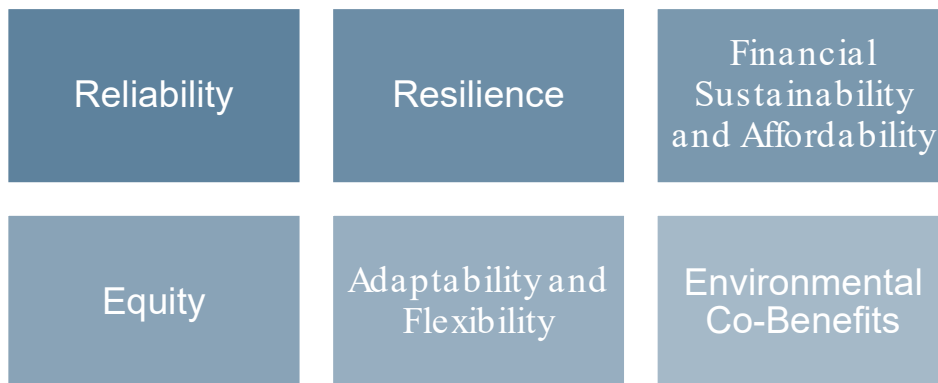 Reliability
Resilience
Financial
Sustainability
and Affordability
Equity
Adaptability and
Flexibility
Environmental
Co-Benefits